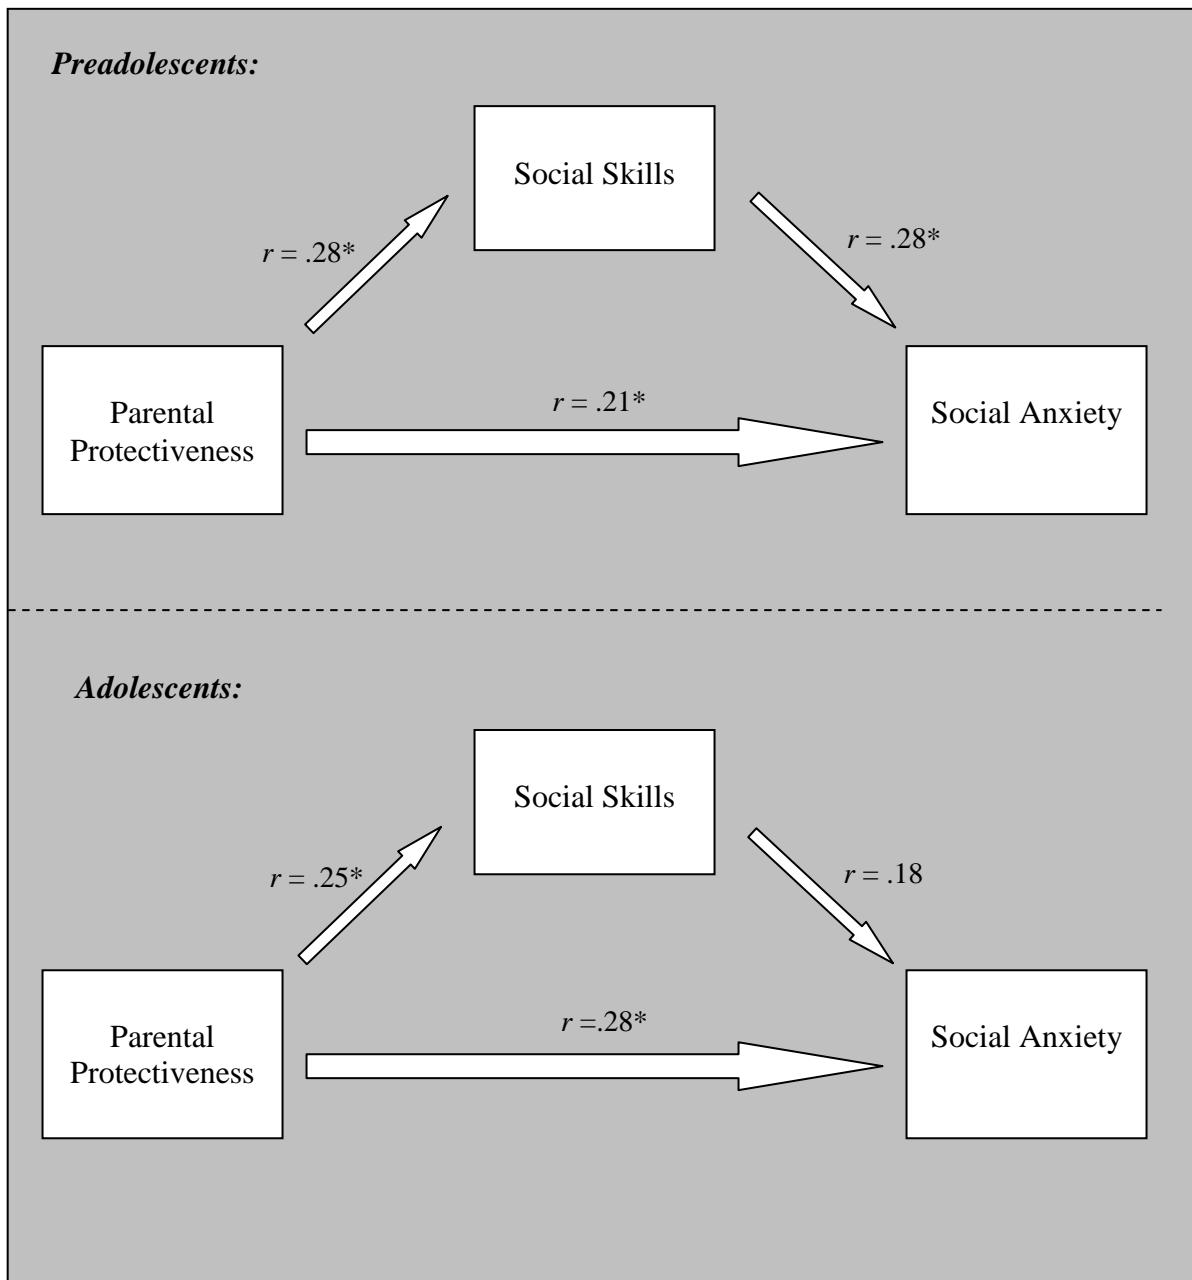 Preadolescents:
Social Skills
r = .28*
r = .28*
Parental
Protectiveness
r = .21*
Social Anxiety
Adolescents:
Social Skills
r = .25*
r = .18
Parental
Protectiveness
r =.28*
Social Anxiety